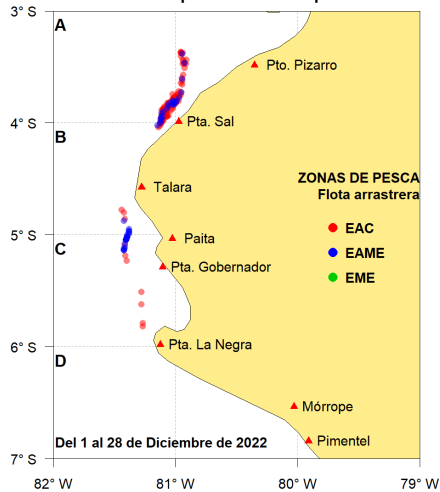 3° S
A
Pto. Pizarro
4° S
Pta. Sal
B
ZONAS DE PESCA
Flota arrastrera
Talara
EAC
5° S
Paita
C
EAME
Pta. Gobernador
EME
6° S
Pta. La Negra
D
Mórrope
Del 1 al 28 de Diciembre de 2022
Pimentel
7° S
82° W
81° W
80° W
79° W